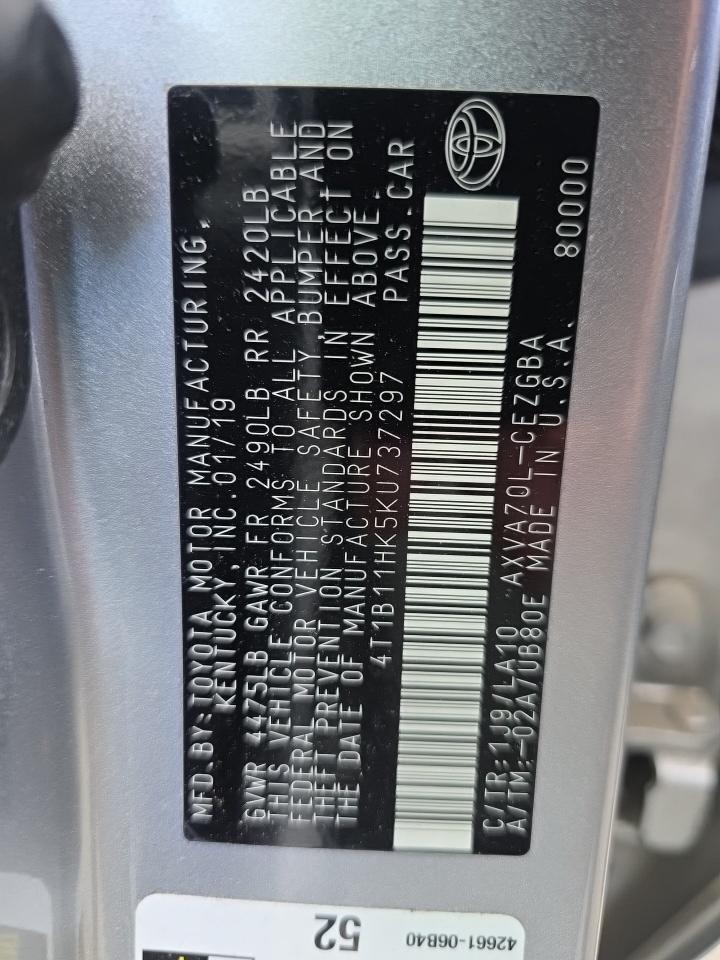 MFD BY:TOYOTA MOTOR MANUFACTURING,
KENTUCKY, INC.01/19
GVWR 4475LB GAWR FR 2490LB RR 2420LB
THIS VEHICLE CONFORMS TO ALL APPLICABLE
FEDERAL MOTOR VEHICLE SAFETY,BUMPER,AND
THEFT PREVENTION STANDARDS IN EFFECT ON
THE DATE OF MANUFACTURE SHOWN ABOVE.
4T1B11HK5KU737297 PASS.CAR
C/TR:1J9/LA10 AXVA70L-CEZGBA
A/TM:-02A/UB80E MADE IN U.S.A. 80000
52
42661-06B40